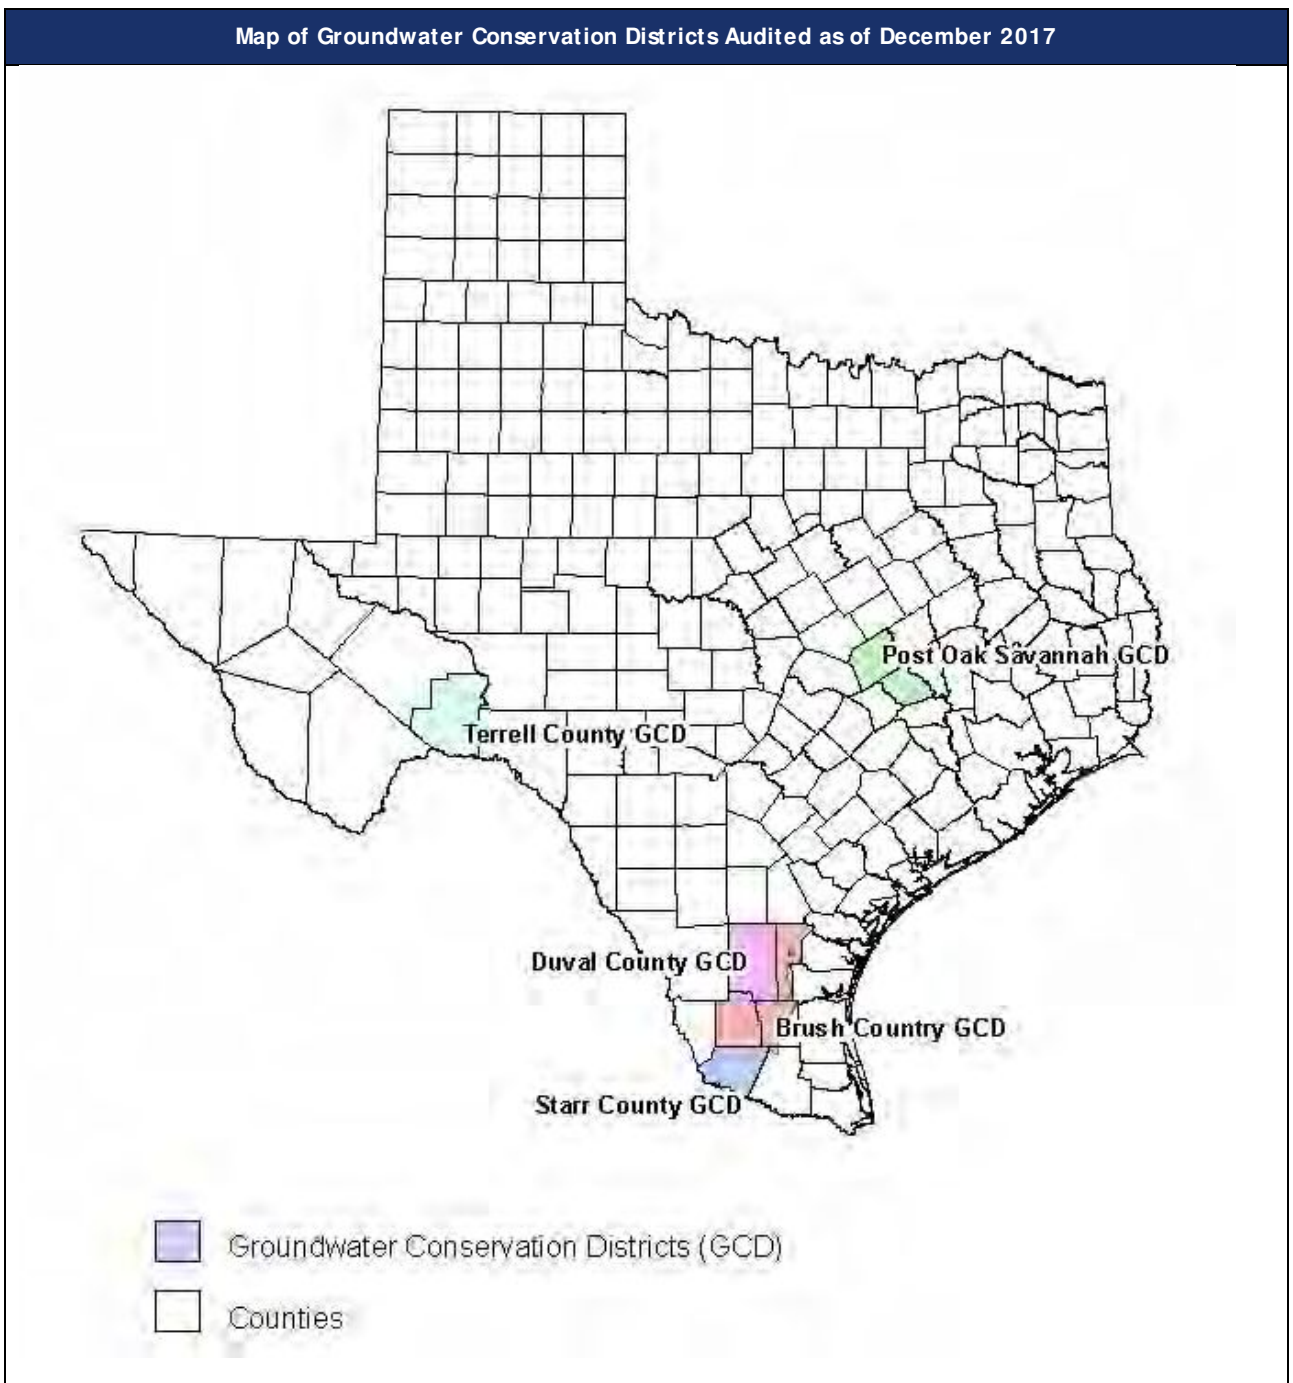 Map of Groundwater Conservation Districts Audited as of December 2017
Post Oak Savannah GCD
Terrell County GCD
Duval County GCD
Brush Country GCD
Starr County GCD
Groundwater Conservation Districts (GCD)
Counties